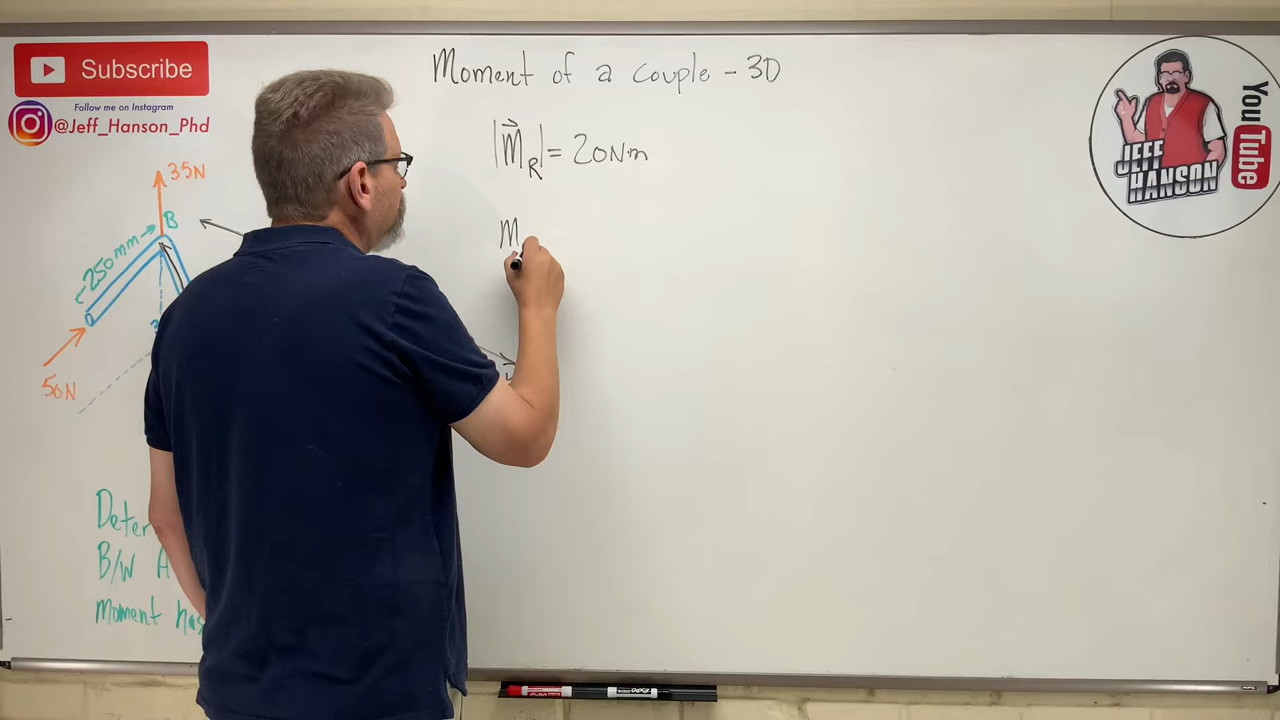 Subscribe
Follow me on Instagram
@Jeff_Hanson_Phd
Moment of a couple - 3D
|M⃗R| = 20Nm
M
35N
B
250mm
50N
Deter
B/W A
moment has
JEFF
HANSON
YouTube